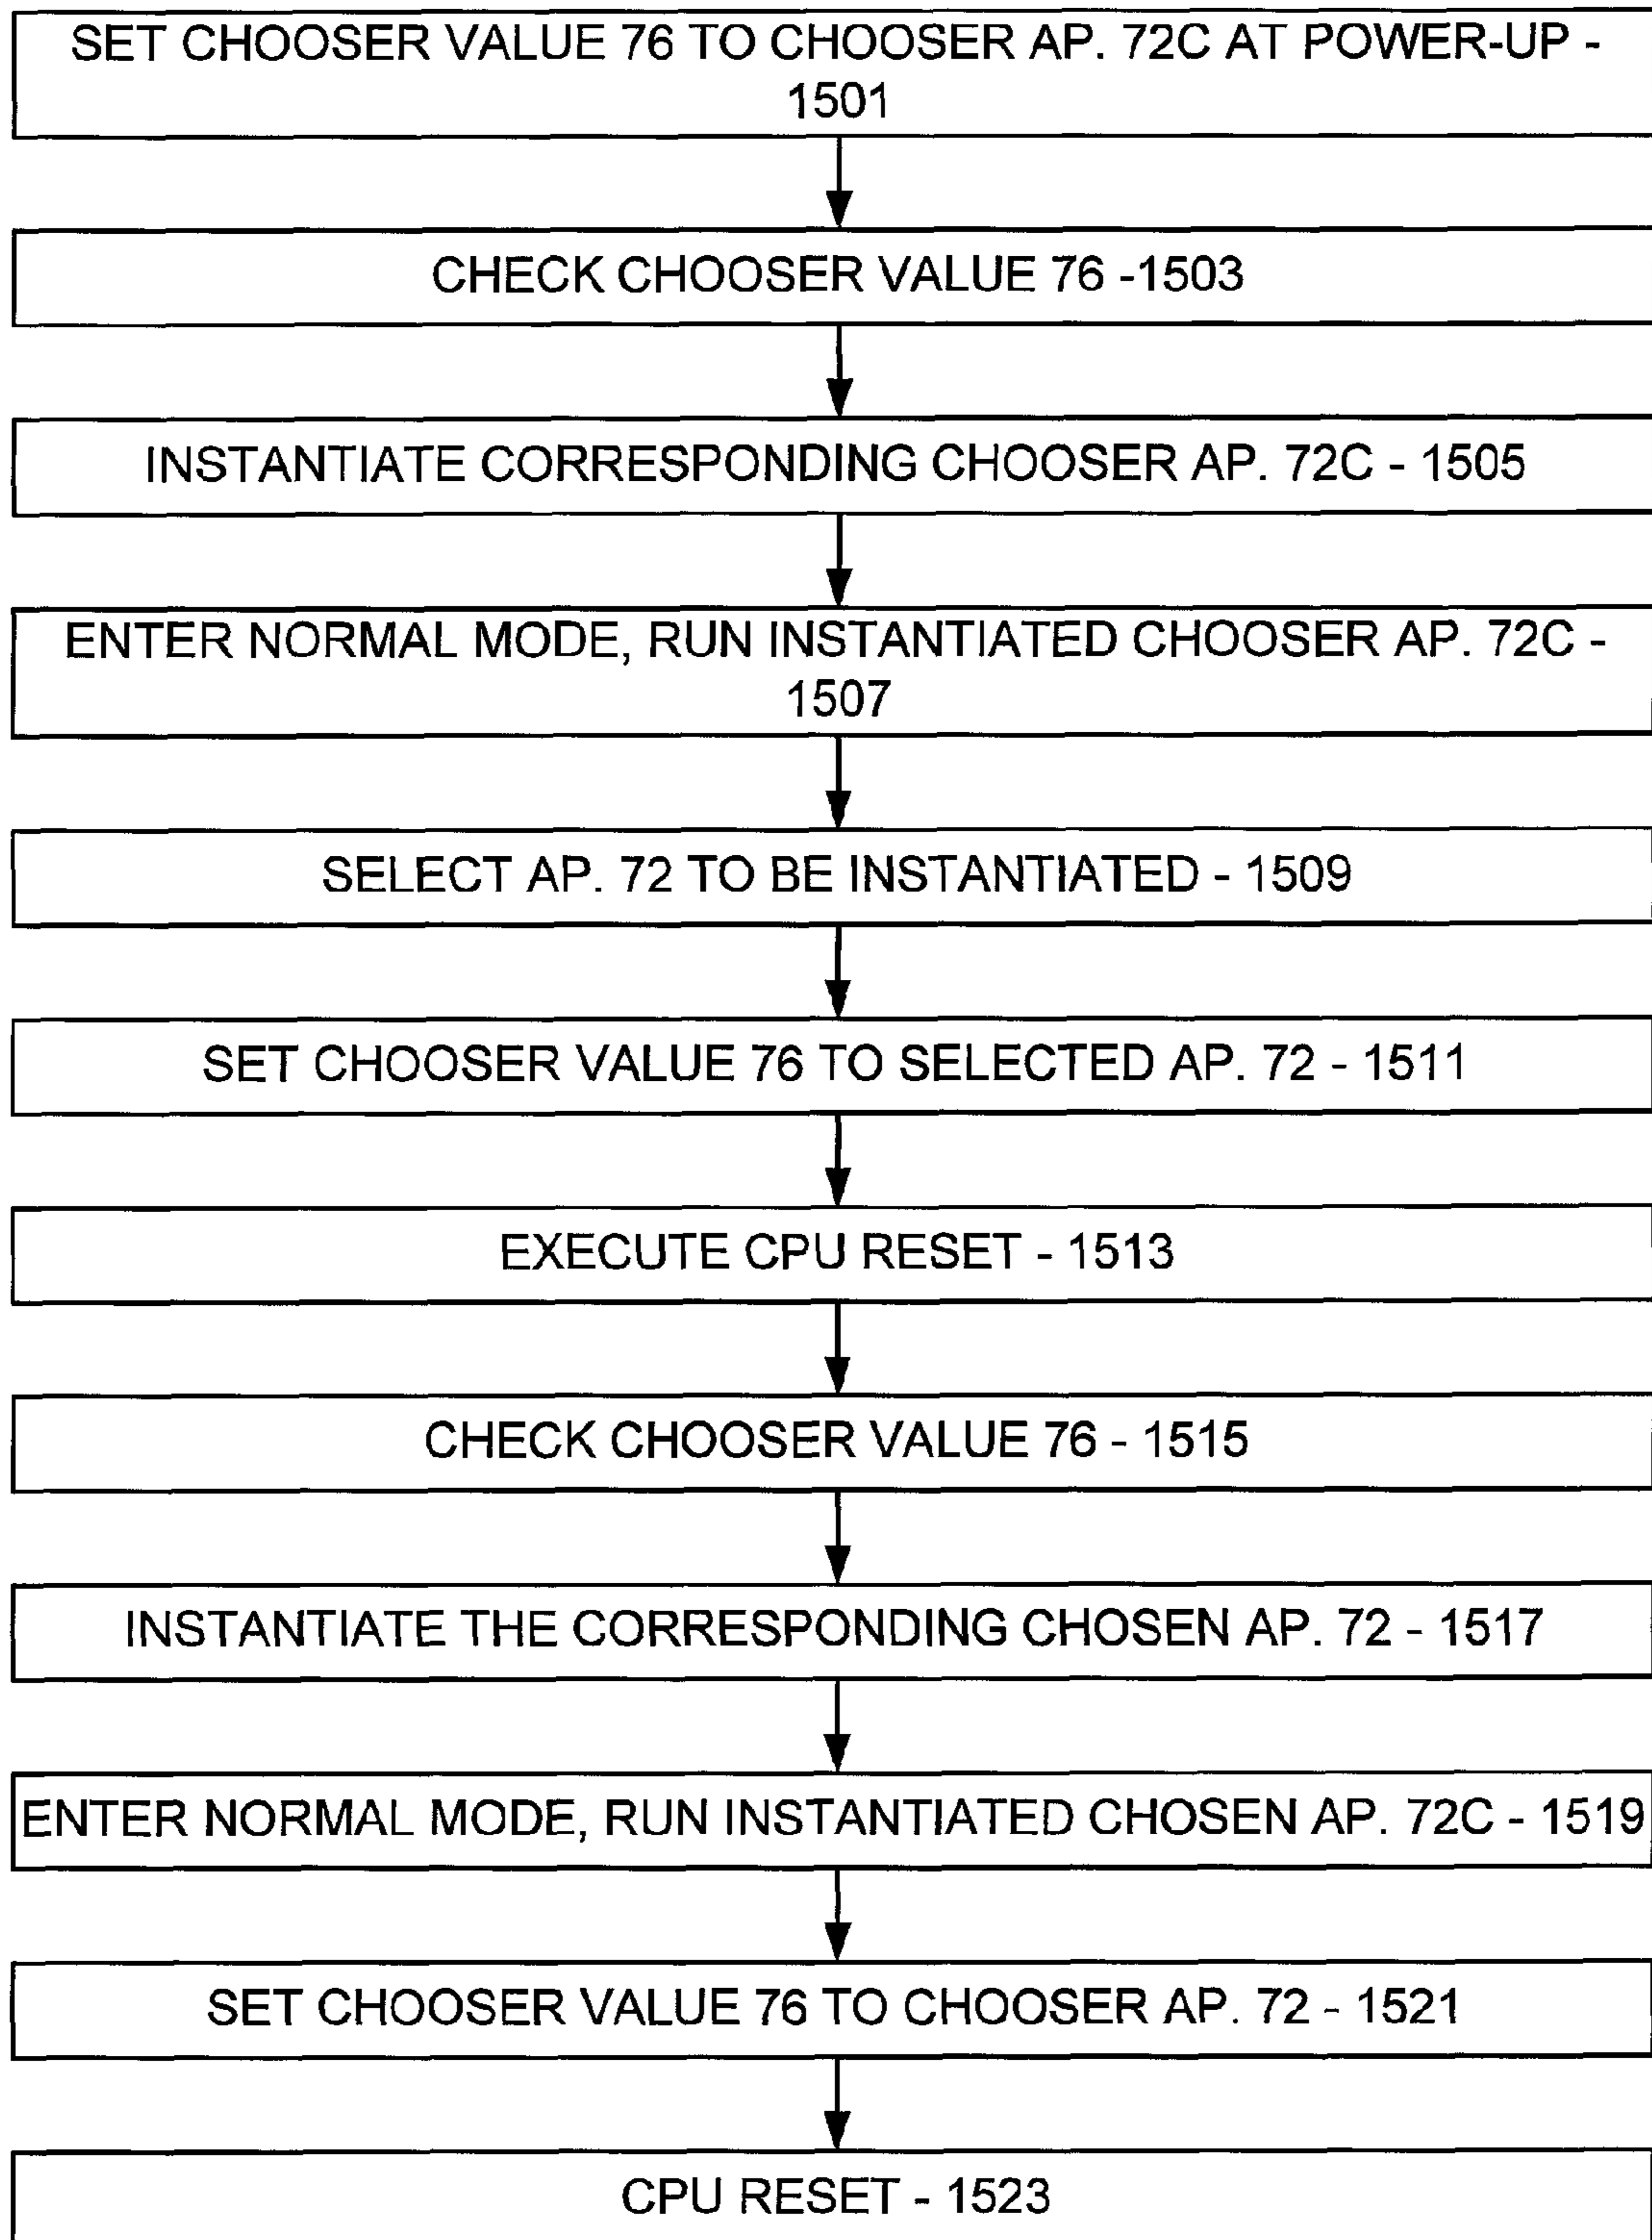 SET CHOOSER VALUE 76 TO CHOOSER AP. 72C AT POWER-UP -
1501
CHECK CHOOSER VALUE 76 -1503
INSTANTIATE CORRESPONDING CHOOSER AP. 72C - 1505
ENTER NORMAL MODE, RUN INSTANTIATED CHOOSER AP. 72C -
1507
SELECT AP. 72 TO BE INSTANTIATED - 1509
SET CHOOSER VALUE 76 TO SELECTED AP. 72 - 1511
EXECUTE CPU RESET - 1513
CHECK CHOOSER VALUE 76 - 1515
INSTANTIATE THE CORRESPONDING CHOSEN AP. 72 - 1517
ENTER NORMAL MODE, RUN INSTANTIATED CHOSEN AP. 72C - 1519
SET CHOOSER VALUE 76 TO CHOOSER AP. 72 - 1521
CPU RESET - 1523